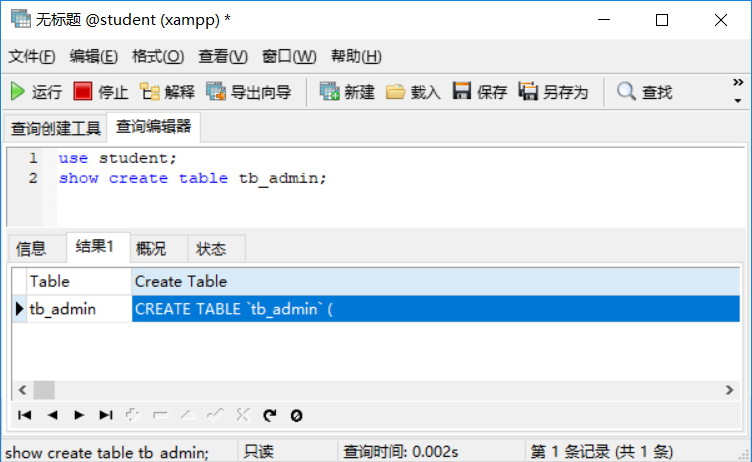 无标题 @student (xampp) *
文件(F) 编辑(E) 格式(O) 查看(V) 窗口(W) 帮助(H)
运行 停止 解释 导出向导 新建 载入 保存 另存为 查找
查询创建工具 查询编辑器
1 use student;
2 show create table tb_admin;
信息 结果1 概况 状态
Table Create Table
tb_admin CREATE TABLE `tb_admin` (
show create table tb_admin; 只读 查询时间: 0.002s 第 1 条记录 (共 1 条)